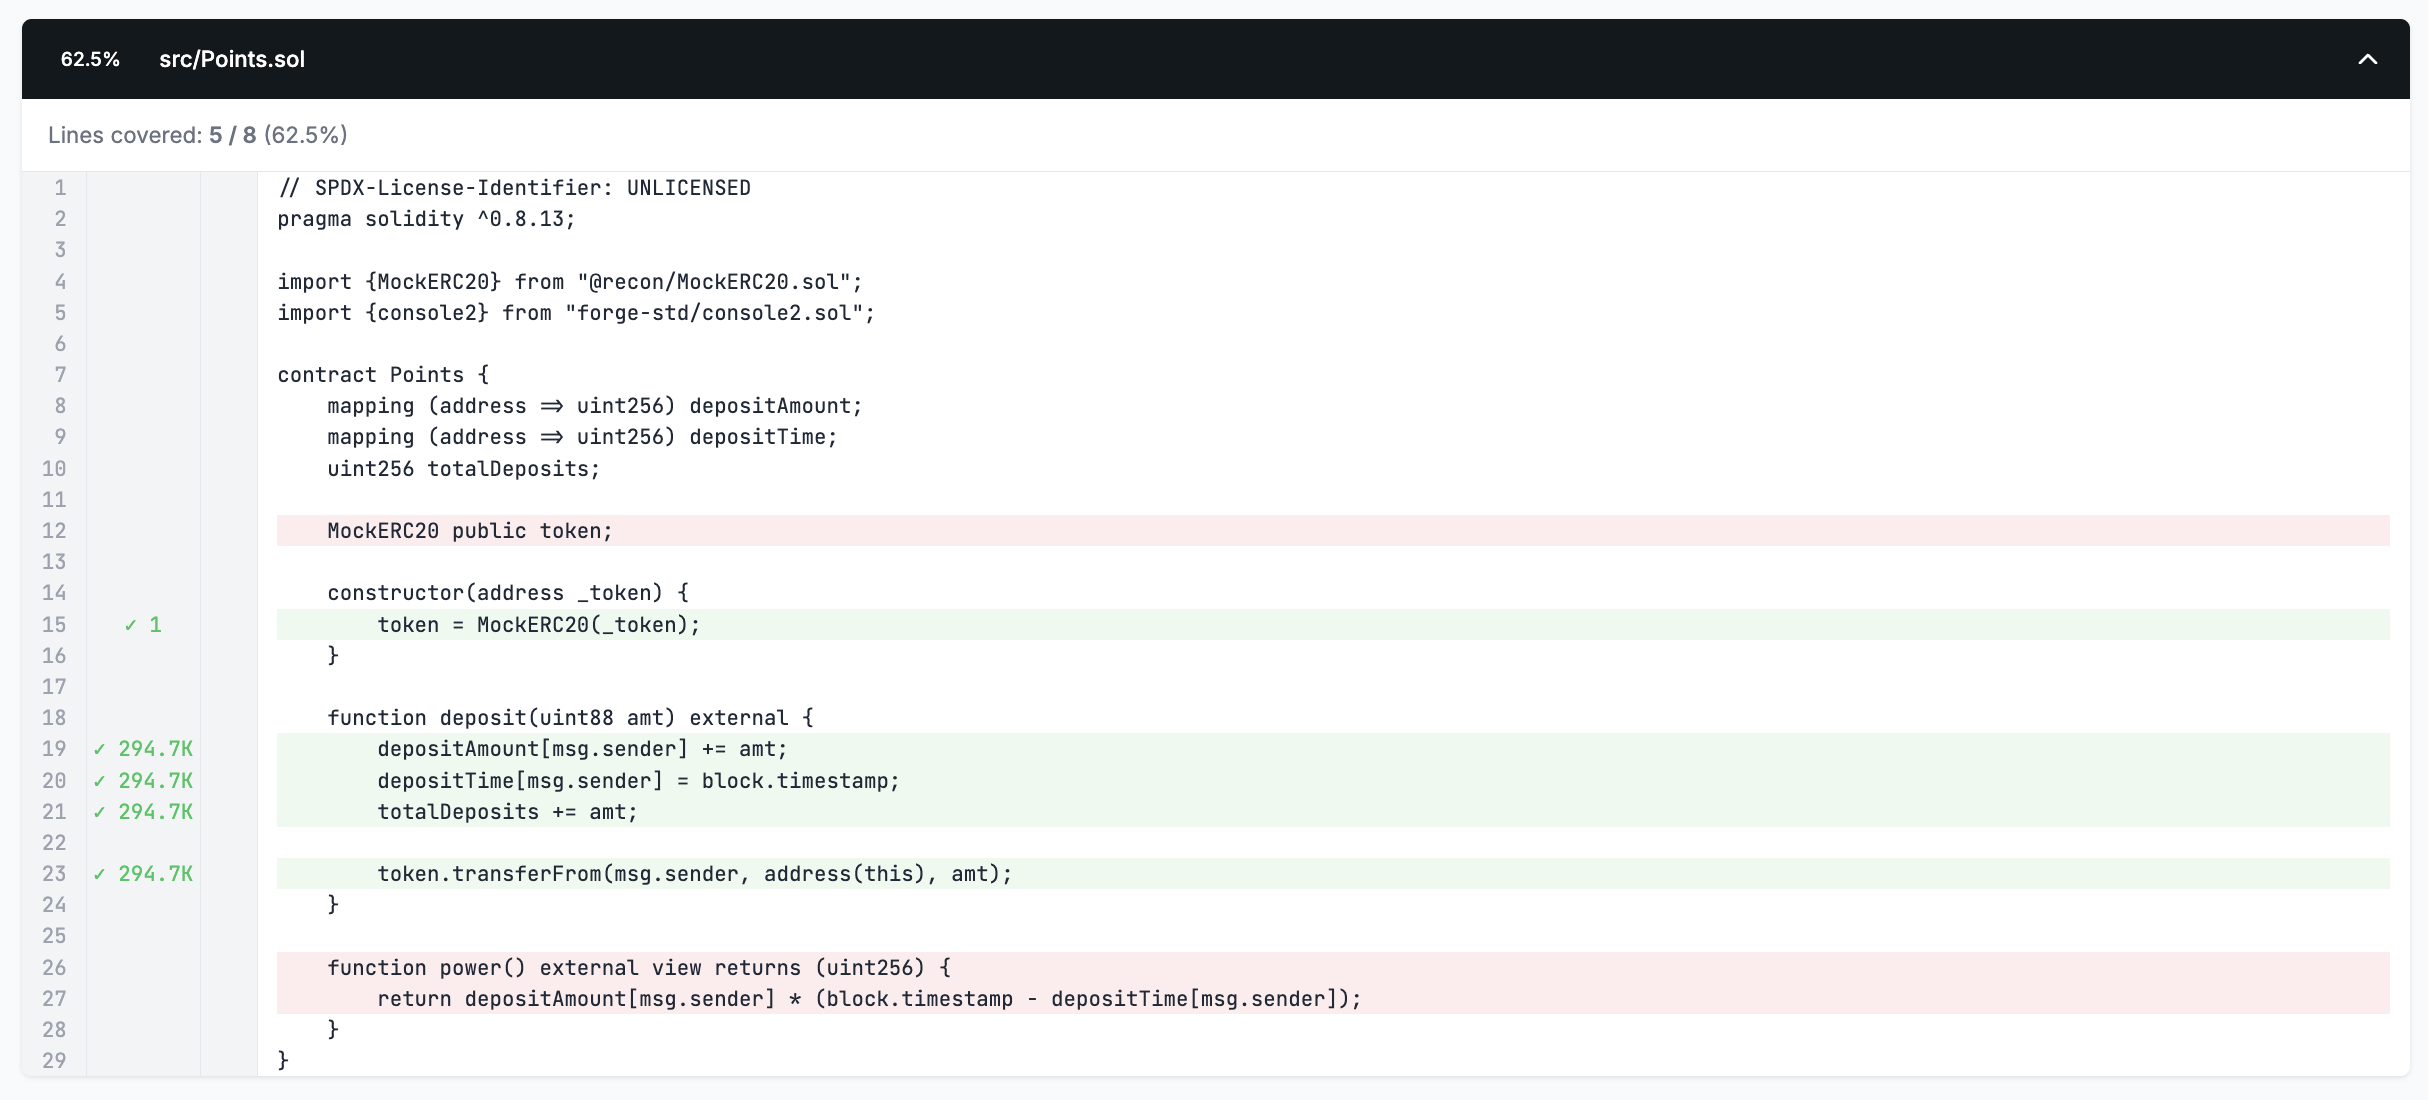 62.5% src/Points.sol
Lines covered: 5 / 8 (62.5%)
1 // SPDX-License-Identifier: UNLICENSED
2 pragma solidity ^0.8.13;
3
4 import {MockERC20} from "@recon/MockERC20.sol";
5 import {console2} from "forge-std/console2.sol";
6
7 contract Points {
8     mapping (address => uint256) depositAmount;
9     mapping (address => uint256) depositTime;
10     uint256 totalDeposits;
11
12     MockERC20 public token;
13
14     constructor(address _token) {
15 ✓ 1         token = MockERC20(_token);
16     }
17
18     function deposit(uint88 amt) external {
19 ✓ 294.7K         depositAmount[msg.sender] += amt;
20 ✓ 294.7K         depositTime[msg.sender] = block.timestamp;
21 ✓ 294.7K         totalDeposits += amt;
22
23 ✓ 294.7K         token.transferFrom(msg.sender, address(this), amt);
24     }
25
26     function power() external view returns (uint256) {
27         return depositAmount[msg.sender] * (block.timestamp - depositTime[msg.sender]);
28     }
29 }